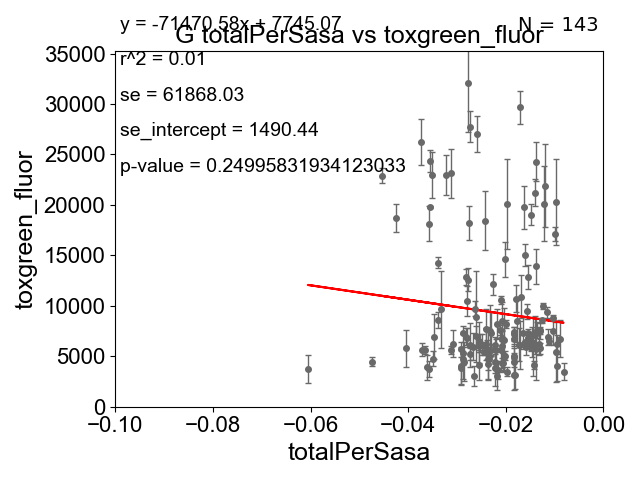 y = -71470.58x + 7745.07
N = 143
G totalPerSasa vs toxgreen_fluor
r^2 = 0.01
se = 61868.03
se_intercept = 1490.44
p-value = 0.24995831934123033
35000
30000
25000
20000
15000
10000
5000
0
toxgreen_fluor
−0.10 −0.08 −0.06 −0.04 −0.02 0.00
totalPerSasa